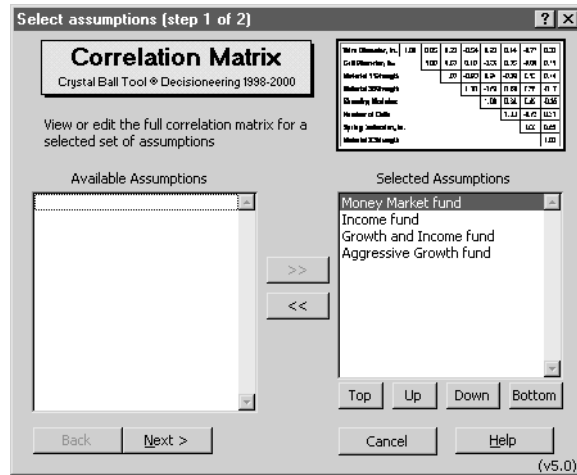 Select assumptions (step 1 of 2)
Correlation Matrix
Crystal Ball Tool ® Decisioneering 1998-2000
View or edit the full correlation matrix for a
selected set of assumptions
Available Assumptions
Selected Assumptions
Money Market fund
Income fund
Growth and Income fund
Aggressive Growth fund
>>
<<
Top Up Down Bottom
Back Next > Cancel Help
(v5.0)